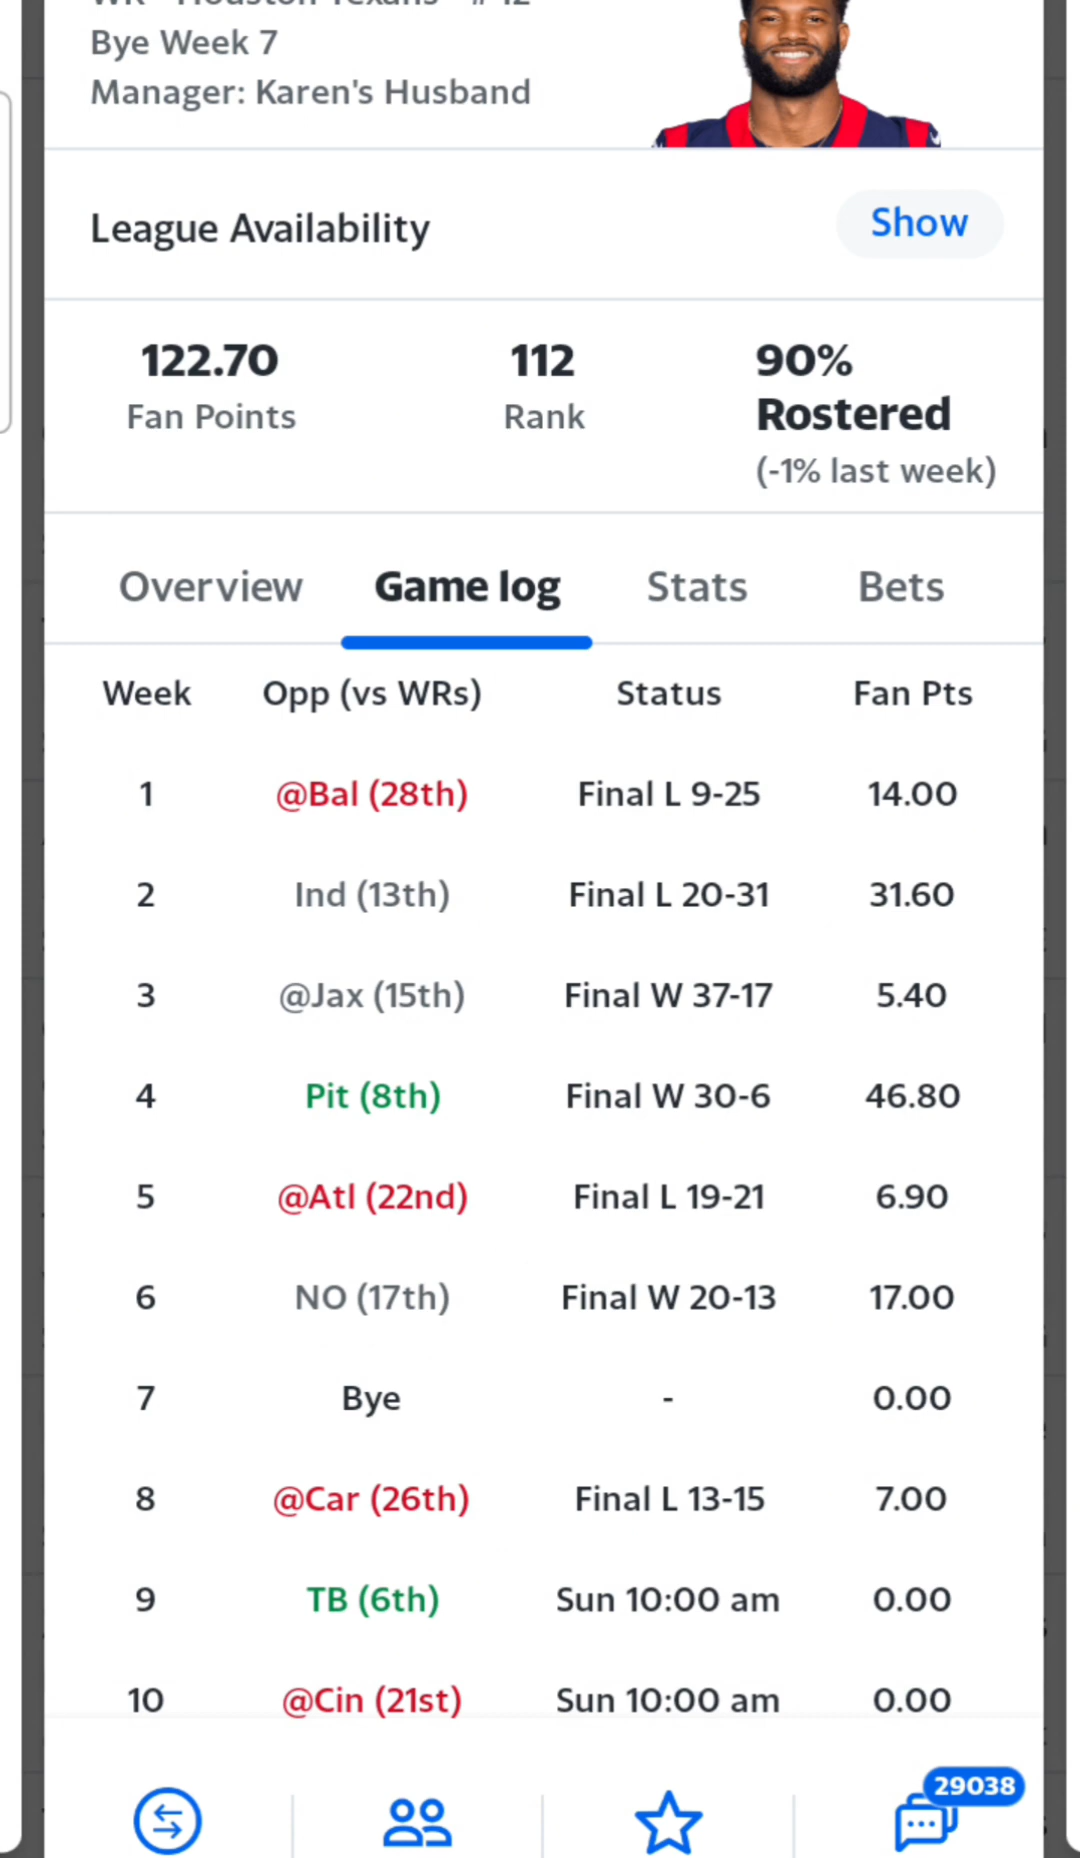 WR - Houston Texans - #12
Bye Week 7
Manager: Karen's Husband
League Availability
Show
122.70
Fan Points
112
Rank
90%
Rostered
(-1% last week)
Overview Game log Stats Bets
Week Opp (vs WRs) Status Fan Pts
1 @Bal (28th) Final L 9-25 14.00
2 Ind (13th) Final L 20-31 31.60
3 @Jax (15th) Final W 37-17 5.40
4 Pit (8th) Final W 30-6 46.80
5 @Atl (22nd) Final L 19-21 6.90
6 NO (17th) Final W 20-13 17.00
7 Bye - 0.00
8 @Car (26th) Final L 13-15 7.00
9 TB (6th) Sun 10:00 am 0.00
10 @Cin (21st) Sun 10:00 am 0.00
29038